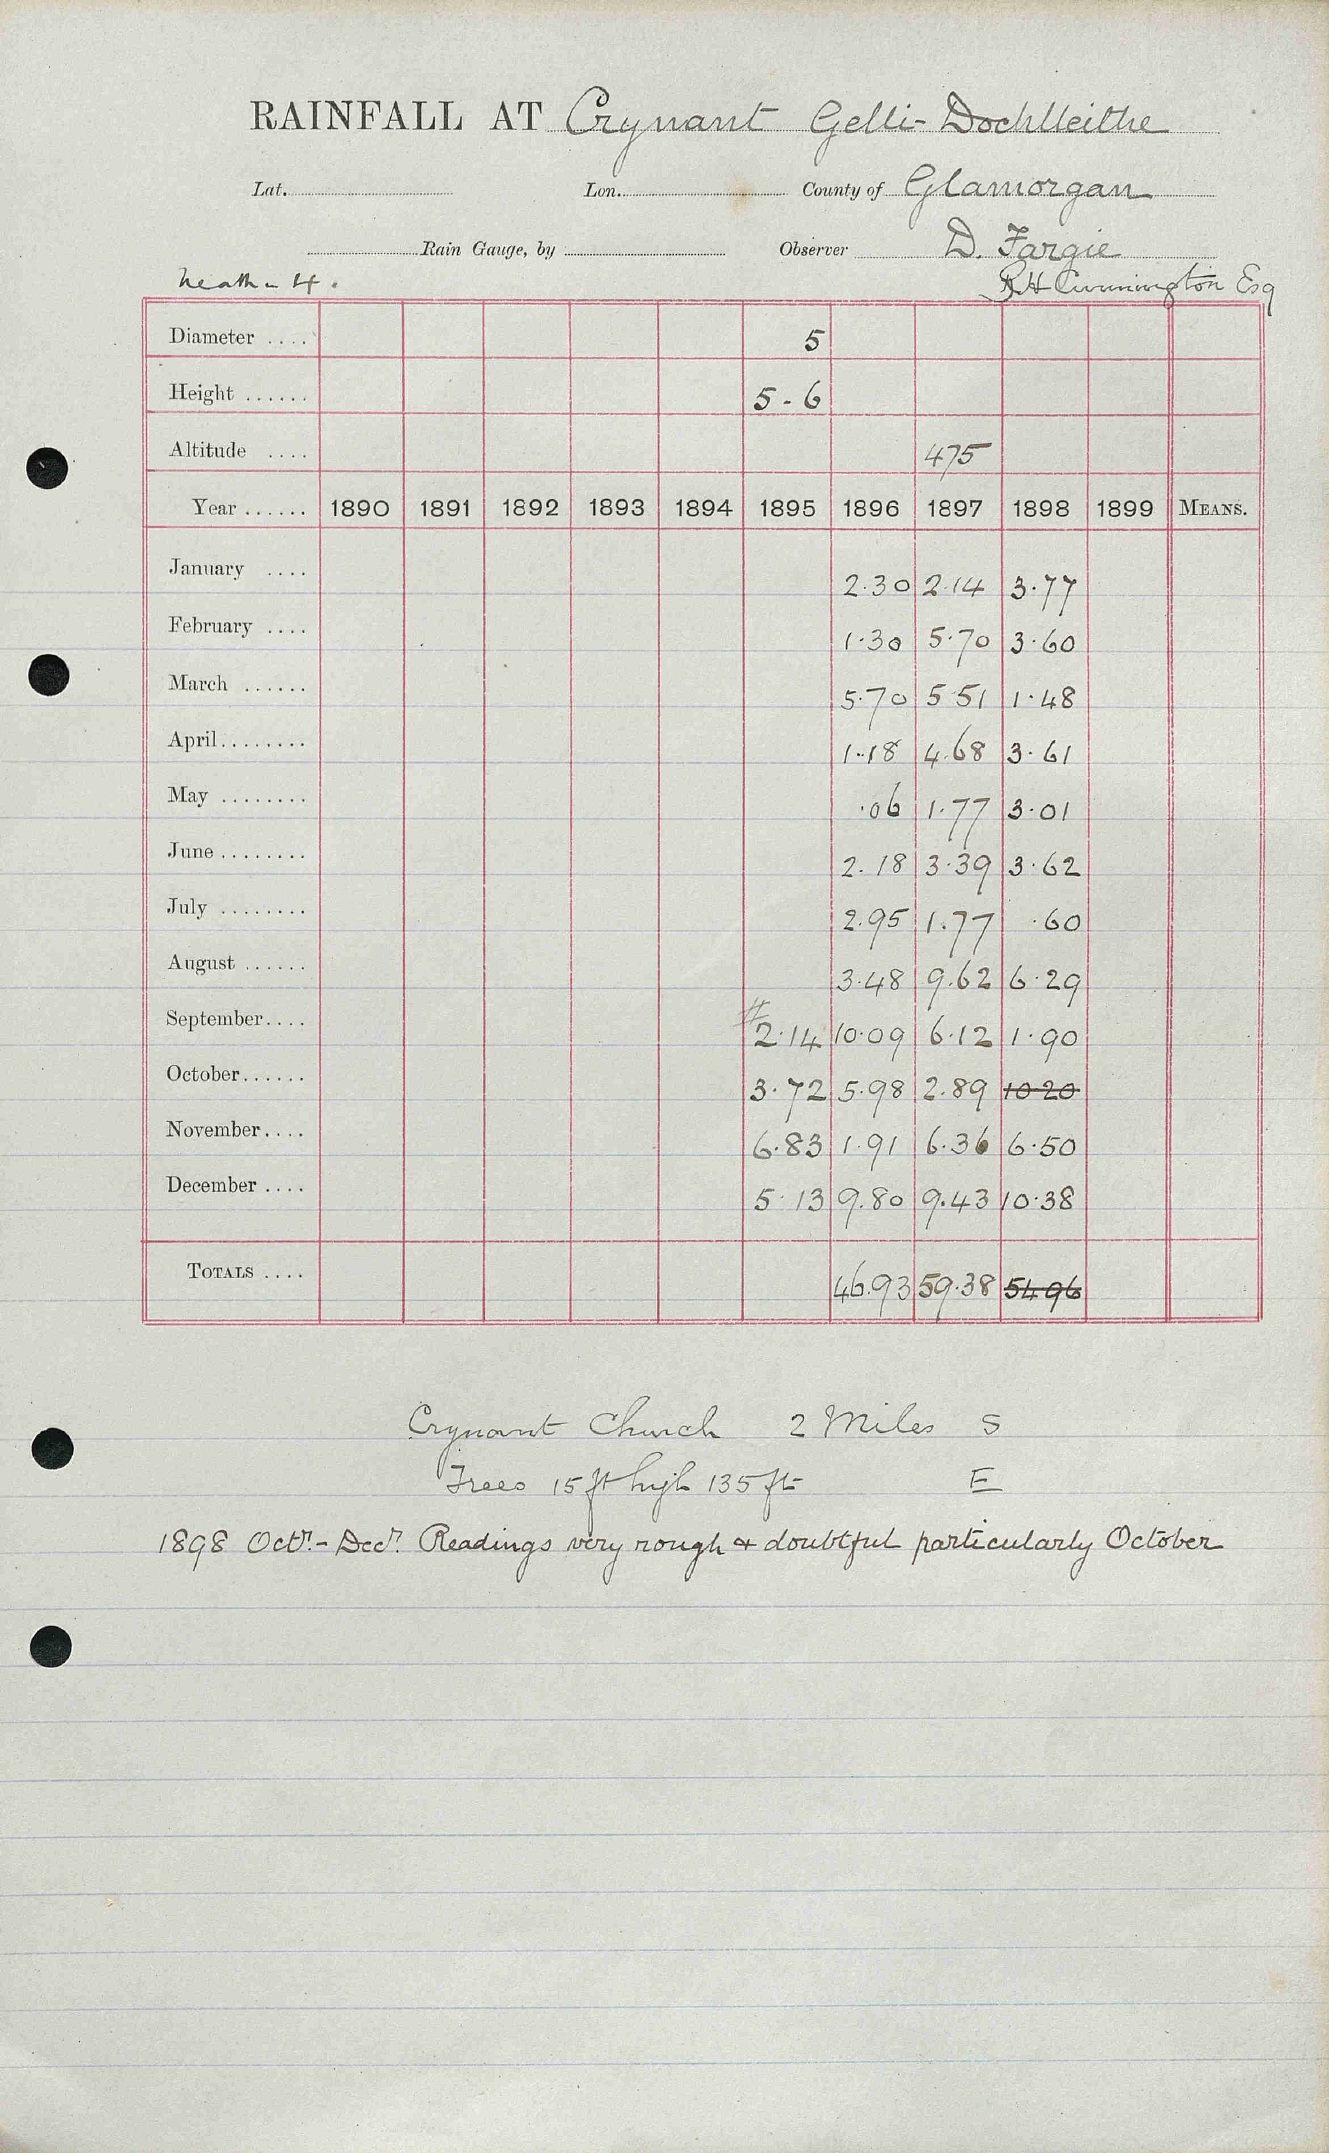 RAINFALL AT Crynant Gelli-Dochlleithe
Lat. Lon. County of Glamorgan
Rain Gauge, by Observer D. Fargie
Neath - 4. R H Cunnington Esq
Diameter .... 5
Height ...... 5 - 6
Altitude .... 475
Year ...... 1890 1891 1892 1893 1894 1895 1896 1897 1898 1899 MEANS.
January .... 2.30 2.14 3.77
February .... 1.30 5.70 3.60
March ...... 5.70 5.51 1.48
April........ 1.18 4.68 3.61
May ........ .06 1.77 3.01
June ........ 2.18 3.39 3.62
July ........ 2.95 1.77 .60
August ...... 3.48 9.62 6.29
September.... #2.14 10.09 6.12 1.90
October...... 3.72 5.98 2.89 10.20
November.... 6.83 1.91 6.36 6.50
December .... 5.13 9.80 9.43 10.38
TOTALS .... 46.93 59.38 54.96
Crynant Church 2 Miles S
Trees 15 ft high 135 ft E
1898 Octr.- Decr. Readings very rough & doubtful particularly October